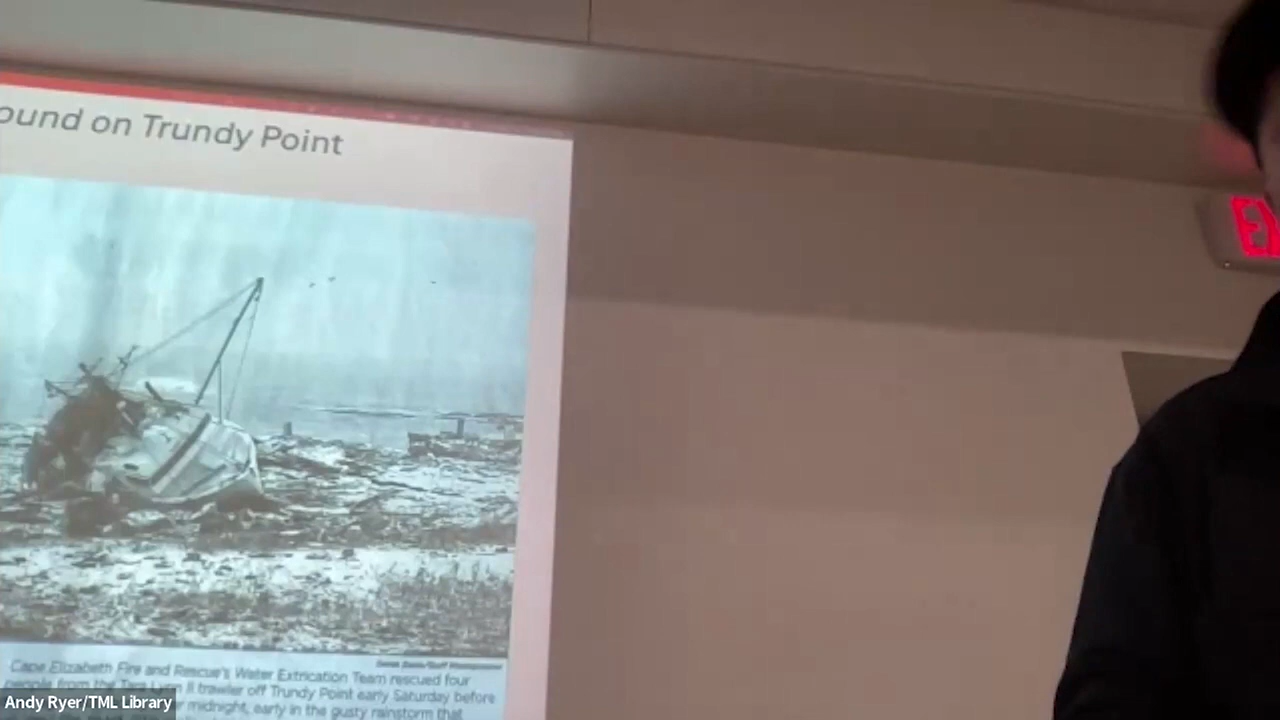 ound on Trundy Point
EX
Cape Elizabeth Fire and Rescue's Water Extrication Team rescued four
people from the Tara Lynn II trawler off Trundy Point early Saturday before
midnight, early in the gusty rainstorm that
Andy Ryer/TML Library